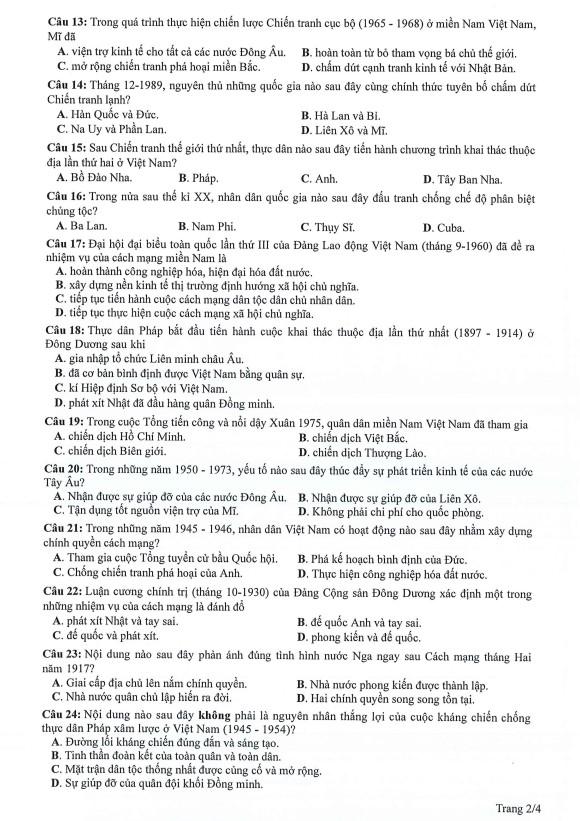 Câu 13: Trong quá trình thực hiện chiến lược Chiến tranh cục bộ (1965 - 1968) ở miền Nam Việt Nam,
Mĩ đã
A. viện trợ kinh tế cho tất cả các nước Đông Âu. B. hoàn toàn từ bỏ tham vọng bá chủ thế giới.
C. mở rộng chiến tranh phá hoại miền Bắc. D. chấm dứt cạnh tranh kinh tế với Nhật Bản.
Câu 14: Tháng 12-1989, nguyên thủ những quốc gia nào sau đây cùng chính thức tuyên bố chấm dứt
Chiến tranh lạnh?
A. Hàn Quốc và Đức. B. Hà Lan và Bỉ.
C. Na Uy và Phần Lan. D. Liên Xô và Mĩ.
Câu 15: Sau Chiến tranh thế giới thứ nhất, thực dân nào sau đây tiến hành chương trình khai thác thuộc
địa lần thứ hai ở Việt Nam?
A. Bồ Đào Nha. B. Pháp. C. Anh. D. Tây Ban Nha.
Câu 16: Trong nửa sau thế kỉ XX, nhân dân quốc gia nào sau đây đấu tranh chống chế độ phân biệt
chủng tộc?
A. Ba Lan. B. Nam Phi. C. Thụy Sĩ. D. Cuba.
Câu 17: Đại hội đại biểu toàn quốc lần thứ III của Đảng Lao động Việt Nam (tháng 9-1960) đã đề ra
nhiệm vụ của cách mạng miền Nam là
A. hoàn thành công nghiệp hóa, hiện đại hóa đất nước.
B. xây dựng nền kinh tế thị trường định hướng xã hội chủ nghĩa.
C. tiếp tục tiến hành cuộc cách mạng dân tộc dân chủ nhân dân.
D. tiếp tục thực hiện cuộc cách mạng xã hội chủ nghĩa.
Câu 18: Thực dân Pháp bắt đầu tiến hành cuộc khai thác thuộc địa lần thứ nhất (1897 - 1914) ở
Đông Dương sau khi
A. gia nhập tổ chức Liên minh châu Âu.
B. đã cơ bản bình định được Việt Nam bằng quân sự.
C. kí Hiệp định Sơ bộ với Việt Nam.
D. phát xít Nhật đã đầu hàng quân Đồng minh.
Câu 19: Trong cuộc Tổng tiến công và nổi dậy Xuân 1975, quân dân miền Nam Việt Nam đã tham gia
A. chiến dịch Hồ Chí Minh. B. chiến dịch Việt Bắc.
C. chiến dịch Biên giới. D. chiến dịch Thượng Lào.
Câu 20: Trong những năm 1950 - 1973, yếu tố nào sau đây thúc đẩy sự phát triển kinh tế của các nước
Tây Âu?
A. Nhận được sự giúp đỡ của các nước Đông Âu. B. Nhận được sự giúp đỡ của Liên Xô.
C. Tận dụng tốt nguồn viện trợ của Mĩ. D. Không phải chi phí cho quốc phòng.
Câu 21: Trong những năm 1945 - 1946, nhân dân Việt Nam có hoạt động nào sau đây nhằm xây dựng
chính quyền cách mạng?
A. Tham gia cuộc Tổng tuyển cử bầu Quốc hội. B. Phá kế hoạch bình định của Đức.
C. Chống chiến tranh phá hoại của Anh. D. Thực hiện công nghiệp hóa đất nước.
Câu 22: Luận cương chính trị (tháng 10-1930) của Đảng Cộng sản Đông Dương xác định một trong
những nhiệm vụ của cách mạng là đánh đổ
A. phát xít Nhật và tay sai. B. đế quốc Anh và tay sai.
C. đế quốc và phát xít. D. phong kiến và đế quốc.
Câu 23: Nội dung nào sau đây phản ánh đúng tình hình nước Nga ngay sau Cách mạng tháng Hai
năm 1917?
A. Giai cấp địa chủ lên nắm chính quyền. B. Nhà nước phong kiến được thành lập.
C. Nhà nước quân chủ lập hiến ra đời. D. Hai chính quyền song song tồn tại.
Câu 24: Nội dung nào sau đây không phải là nguyên nhân thắng lợi của cuộc kháng chiến chống
thực dân Pháp xâm lược ở Việt Nam (1945 - 1954)?
A. Đường lối kháng chiến đúng đắn và sáng tạo.
B. Tinh thần đoàn kết của toàn quân và toàn dân.
C. Mặt trận dân tộc thống nhất được củng cố và mở rộng.
D. Sự giúp đỡ của quân đội khối Đồng minh.
Trang 2/4